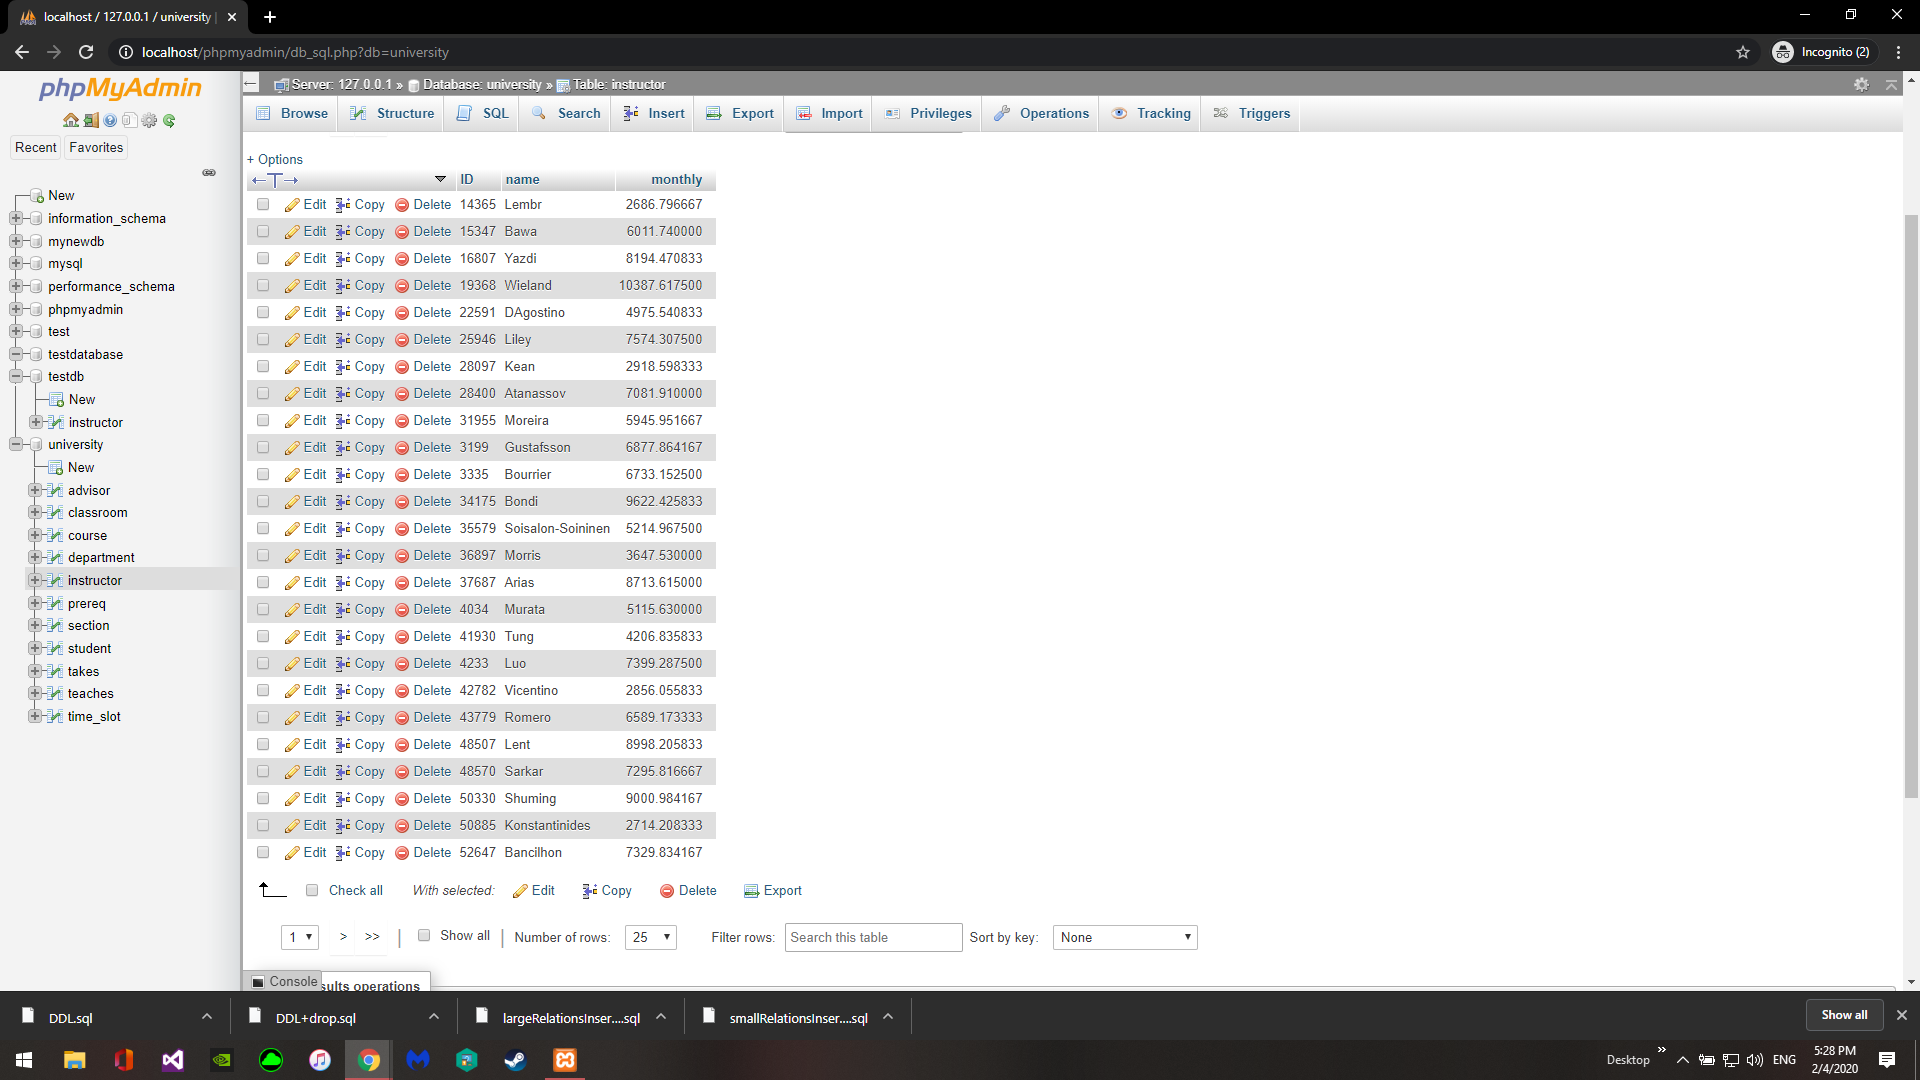 localhost / 127.0.0.1 / university |
localhost/phpmyadmin/db_sql.php?db=university
Incognito (2)
phpMyAdmin
Recent Favorites
New
information_schema
mynewdb
mysql
performance_schema
phpmyadmin
test
testdatabase
testdb
New
instructor
university
New
advisor
classroom
course
department
instructor
prereq
section
student
takes
teaches
time_slot
Server: 127.0.0.1 » Database: university » Table: instructor
Browse Structure SQL Search Insert Export Import Privileges Operations Tracking Triggers
+ Options
ID name monthly
Edit Copy Delete 14365 Lembr 2686.796667
Edit Copy Delete 15347 Bawa 6011.740000
Edit Copy Delete 16807 Yazdi 8194.470833
Edit Copy Delete 19368 Wieland 10387.617500
Edit Copy Delete 22591 DAgostino 4975.540833
Edit Copy Delete 25946 Liley 7574.307500
Edit Copy Delete 28097 Kean 2918.598333
Edit Copy Delete 28400 Atanassov 7081.910000
Edit Copy Delete 31955 Moreira 5945.951667
Edit Copy Delete 3199 Gustafsson 6877.864167
Edit Copy Delete 3335 Bourrier 6733.152500
Edit Copy Delete 34175 Bondi 9622.425833
Edit Copy Delete 35579 Soisalon-Soininen 5214.967500
Edit Copy Delete 36897 Morris 3647.530000
Edit Copy Delete 37687 Arias 8713.615000
Edit Copy Delete 4034 Murata 5115.630000
Edit Copy Delete 41930 Tung 4206.835833
Edit Copy Delete 4233 Luo 7399.287500
Edit Copy Delete 42782 Vicentino 2856.055833
Edit Copy Delete 43779 Romero 6589.173333
Edit Copy Delete 48507 Lent 8998.205833
Edit Copy Delete 48570 Sarkar 7295.816667
Edit Copy Delete 50330 Shuming 9000.984167
Edit Copy Delete 50885 Konstantinides 2714.208333
Edit Copy Delete 52647 Bancilhon 7329.834167
Check all With selected: Edit Copy Delete Export
1 > >> | Show all | Number of rows: 25 Filter rows: Search this table Sort by key: None
Console sults operations
DDL.sql DDL+drop.sql largeRelationsInser....sql smallRelationsInser....sql Show all
Desktop » ENG 5:28 PM
2/4/2020